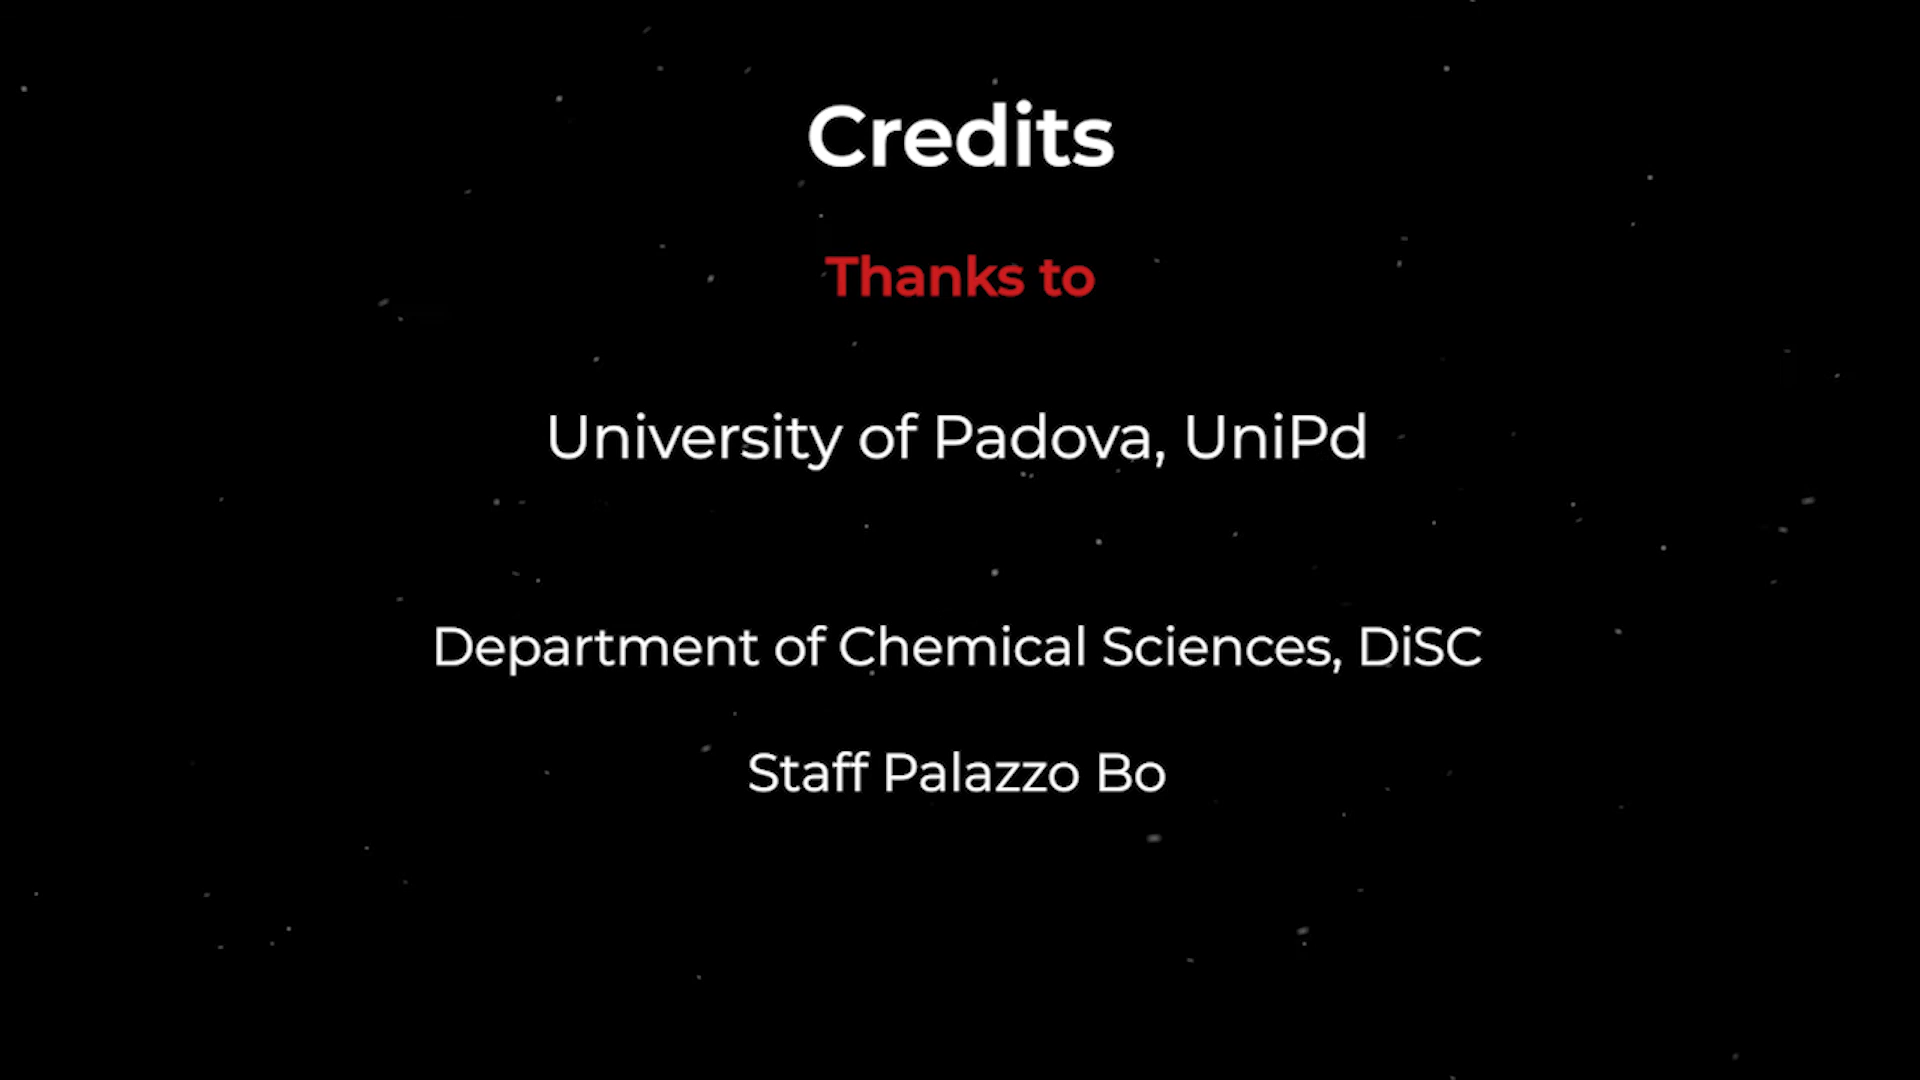 Credits
Thanks to
University of Padova, UniPd
Department of Chemical Sciences, DiSC
Staff Palazzo Bo